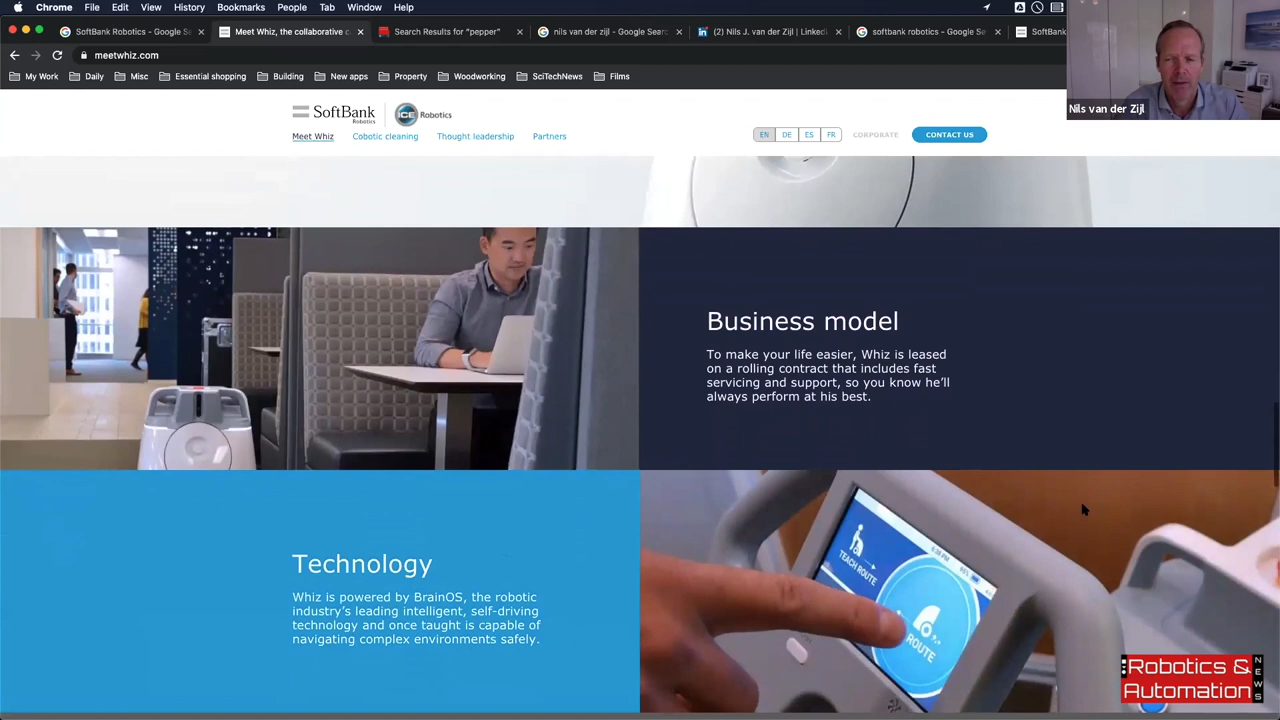 Chrome File Edit View History Bookmarks People Tab Window Help
SoftBank Robotics - Google Se
Meet Whiz, the collaborative c
Search Results for "pepper"
nils van der zijl - Google Searc
(2) Nils J. van der Zijl | LinkedI
softbank robotics - Google Se
SoftBank
meetwhiz.com
My Work Daily Misc Essential shopping Building New apps Property Woodworking SciTechNews Films
Nils van der Zijl
SoftBank Robotics
ICE Robotics
Meet Whiz Cobotic cleaning Thought leadership Partners
EN DE ES FR CORPORATE CONTACT US
Business model
To make your life easier, Whiz is leased
on a rolling contract that includes fast
servicing and support, so you know he'll
always perform at his best.
Technology
Whiz is powered by BrainOS, the robotic
industry's leading intelligent, self-driving
technology and once taught is capable of
navigating complex environments safely.
TEACH ROUTE
ROUTE
Robotics &
Automation
NEWS